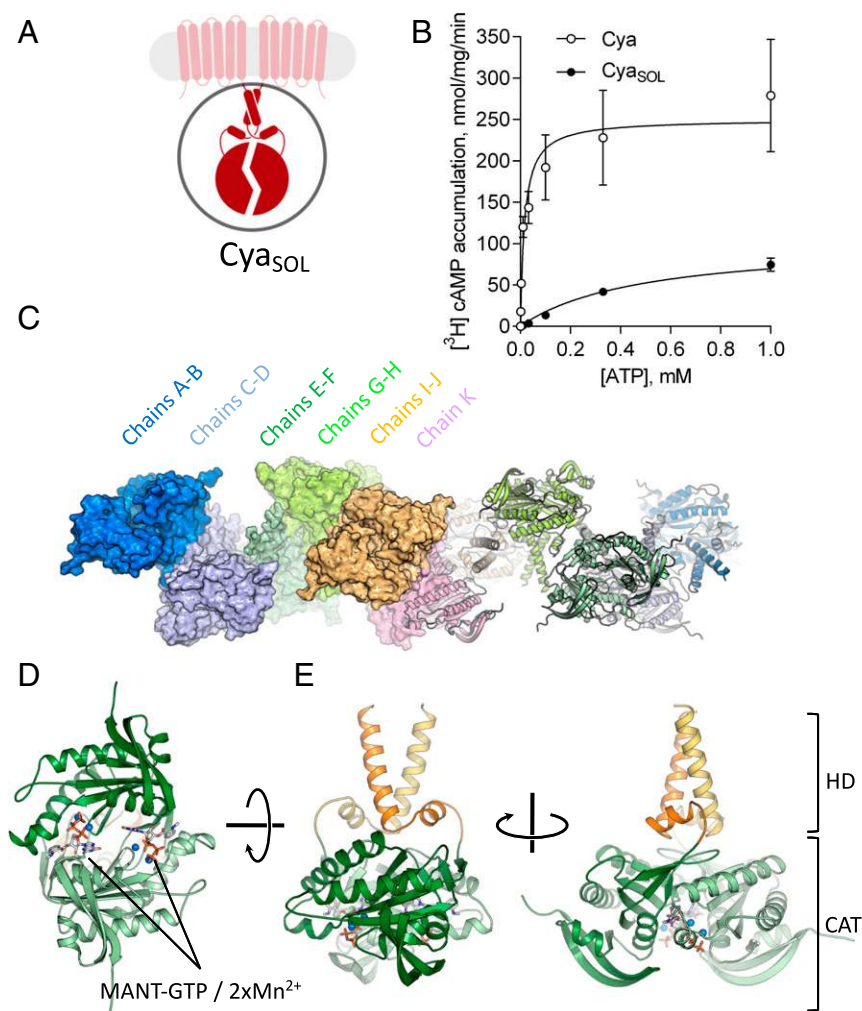 A
Cya_SOL
B
Cya
Cya_SOL
[³H] cAMP accumulation, nmol/mg/min
350
300
250
200
150
100
50
0
0.0 0.2 0.4 0.6 0.8 1.0
[ATP], mM
C
Chains A-B
Chains C-D
Chains E-F
Chains G-H
Chains I-J
Chain K
D
MANT-GTP / 2xMn²⁺
E
HD
CAT